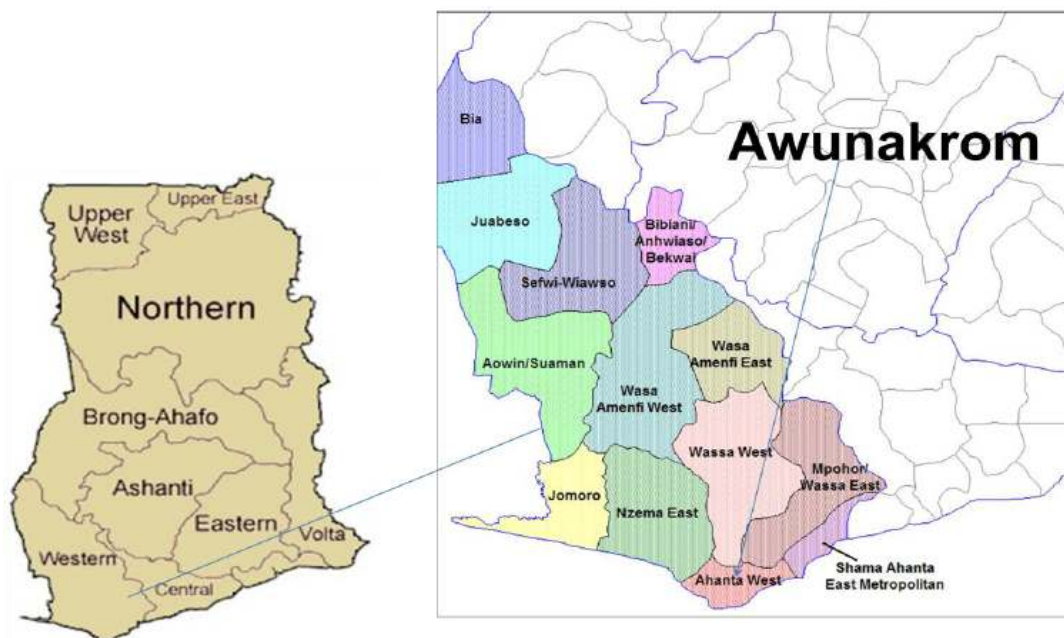 Upper East
Upper
West
Northern
Brong-Ahafo
Ashanti
Eastern
Volta
Western
Central
Awunakrom
Bia
Juabeso
Bibiani/
Anhwiaso/
Bekwai
Sefwi-Wiawso
Aowin/Suaman
Wasa
Amenfi East
Wasa
Amenfi West
Wassa West
Mpohor/
Wassa East
Jomoro
Nzema East
Shama Ahanta
East Metropolitan
Ahanta West